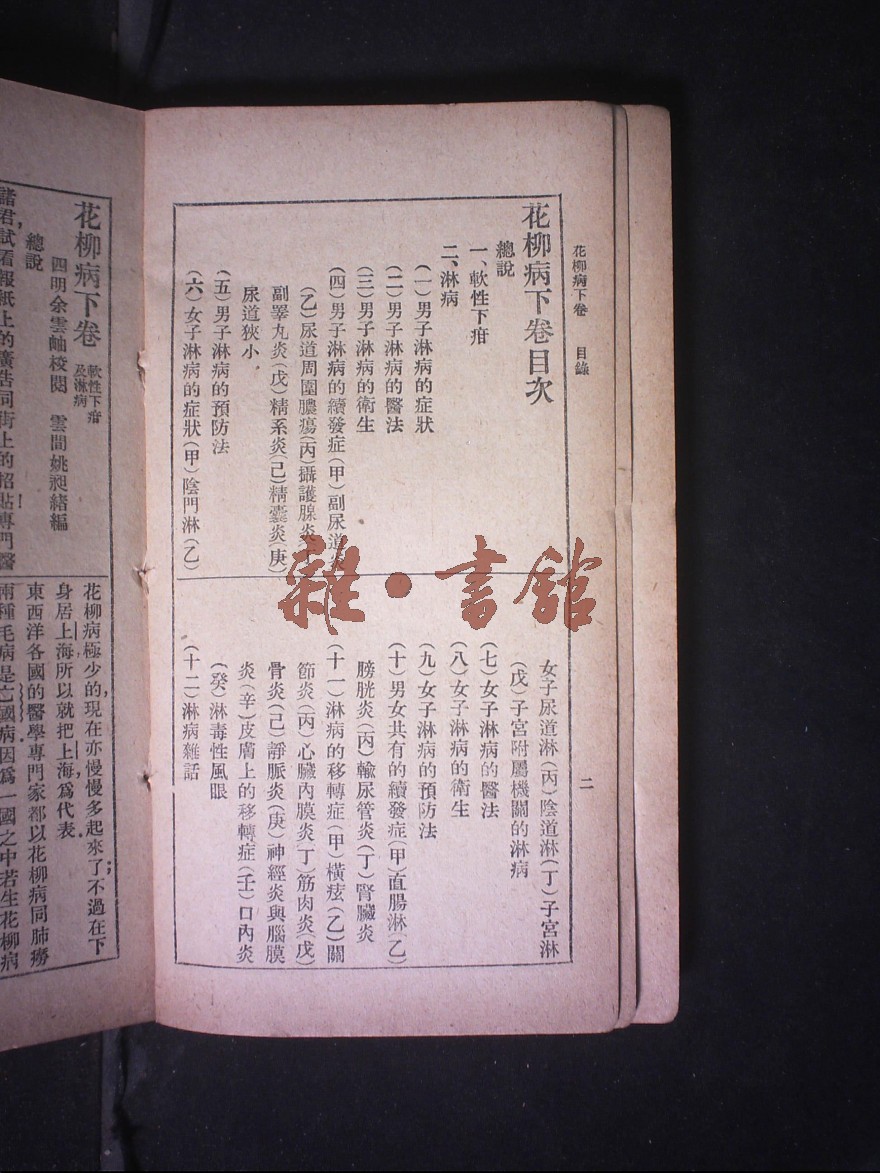 花柳病下卷　目錄
二
花柳病下卷目次
總說
一、軟性下疳
二、淋病
（一）男子淋病的症狀
（二）男子淋病的醫法
（三）男子淋病的衛生
（四）男子淋病的續發症（甲）副尿道炎
（乙）尿道周圍膿瘍（丙）攝護腺炎
副睪丸炎（戊）精系炎（己）精囊炎（庚）
尿道狹小
（五）男子淋病的預防法
（六）女子淋病的症狀（甲）陰門淋（乙）
女子尿道淋（丙）陰道淋（丁）子宮淋
（戊）子宮附屬機關的淋病
（七）女子淋病的醫法
（八）女子淋病的衛生
（九）女子淋病的預防法
（十）男女共有的續發症（甲）直腸淋（乙）
膀胱炎（丙）輸尿管炎（丁）腎臟炎
（十一）淋病的移轉症（甲）橫痃（乙）關
節炎（丙）心臟內膜炎（丁）筋肉炎（戊）
骨炎（己）靜脈炎（庚）神經炎與腦膜
炎（辛）皮膚上的移轉症（壬）口內炎
（癸）淋毒性風眼
（十二）淋病雜話
雜·書館
花柳病下卷 軟性下疳及淋病
四明余雲岫校閱　雲間姚昶緒編
總說
諸君試看報紙上的廣告同街上的招貼專門醫
花柳病極少的，現在亦慢慢多起來了；不過在下
身居上海，所以就把上海爲代表．
東西洋各國的醫學專門家都以花柳病同肺癆
兩種毛病是亡國病．因爲一國之中若生花柳病